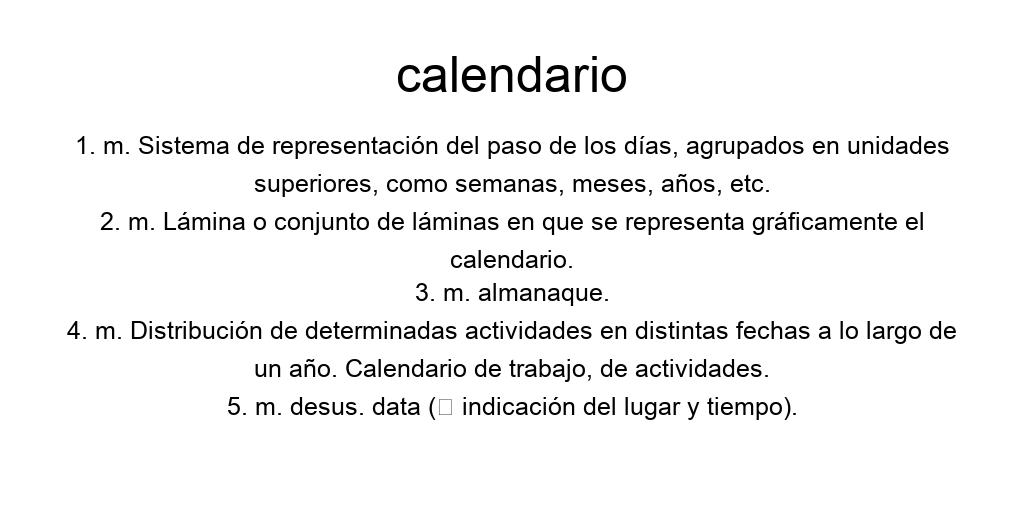 calendario
1. m. Sistema de representación del paso de los días, agrupados en unidades
superiores, como semanas, meses, años, etc.
2. m. Lámina o conjunto de láminas en que se representa gráficamente el
calendario.
3. m. almanaque.
4. m. Distribución de determinadas actividades en distintas fechas a lo largo de
un año. Calendario de trabajo, de actividades.
5. m. desus. data (□ indicación del lugar y tiempo).